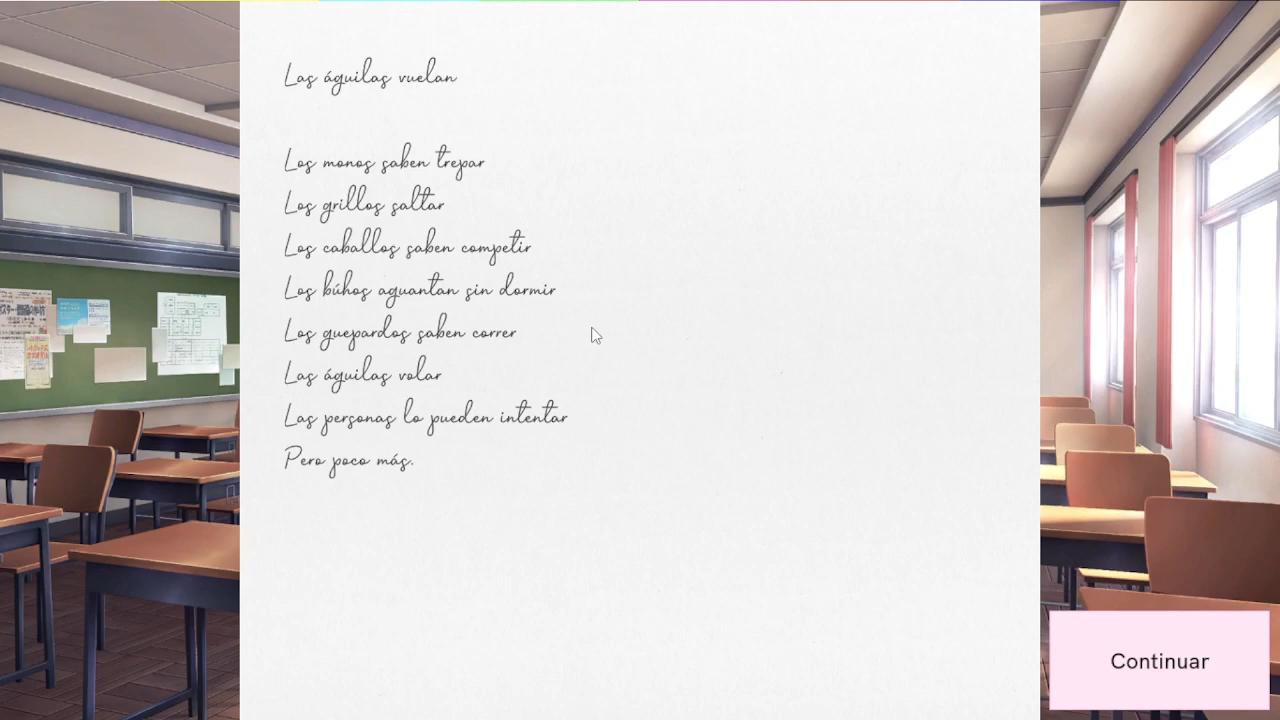 Las águilas vuelan
Los monos saben trepar
Los grillos saltar
Los caballos saben competir
Los búhos aguantan sin dormir
Los guepardos saben correr
Las águilas volar
Las personas lo pueden intentar
Pero poco más.
Continuar